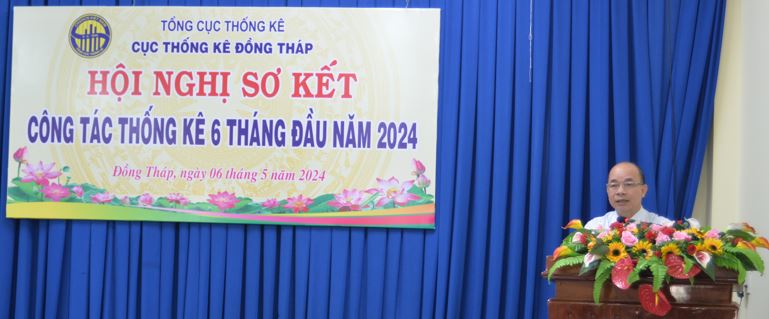 TỔNG CỤC THỐNG KÊ
CỤC THỐNG KÊ ĐỒNG THÁP
HỘI NGHỊ SƠ KẾT
CÔNG TÁC THỐNG KÊ 6 THÁNG ĐẦU NĂM 2024
Đồng Tháp, ngày 06 tháng 5 năm 2024